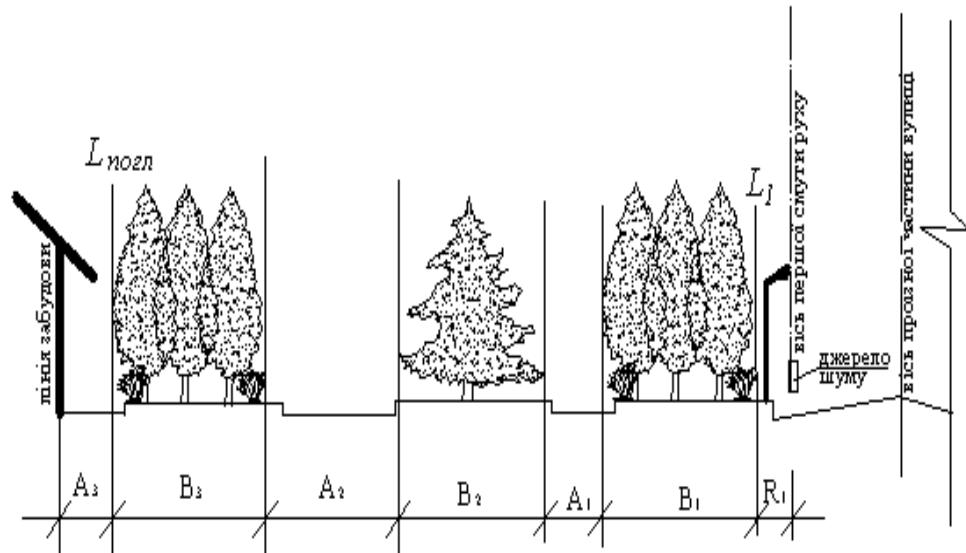 L погл
L 1
лінія забудови
вісь першої смуги руху
вісь проїзної частини вулиці
джерело
шуму
A3
B3
A2
B2
A1
B1
R1